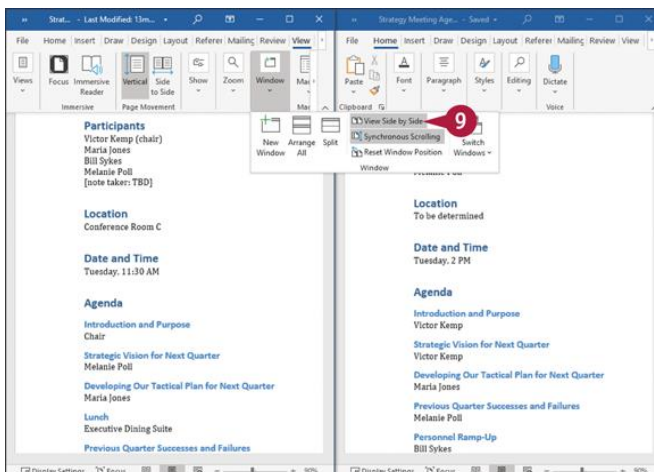 Strat... - Last Modified: 13m...
File Home Insert Draw Design Layout Referer Mailing Review View
Views
Focus Immersive Reader
Vertical Side to Side
Show
Zoom
Window
Immersive
Page Movement
Participants
Victor Kemp (chair)
Maria Jones
Bill Sykes
Melanie Poll
[note taker: TBD]
Location
Conference Room C
Date and Time
Tuesday, 11:30 AM
Agenda
Introduction and Purpose
Chair
Strategic Vision for Next Quarter
Melanie Poll
Developing Our Tactical Plan for Next Quarter
Maria Jones
Lunch
Executive Dining Suite
Previous Quarter Successes and Failures
Display Settings Focus
90%
Strategy Meeting Age... - Saved
File Home Insert Draw Design Layout Referer Mailing Review View
Paste
Font
Paragraph
Styles
Editing
Dictate
Clipboard
Voice
New Window
Arrange All
Split
View Side by Side
9
Synchronous Scrolling
Reset Window Position
Switch Windows
Window
Melanie Poll
Location
To be determined
Date and Time
Tuesday, 2 PM
Agenda
Introduction and Purpose
Victor Kemp
Strategic Vision for Next Quarter
Victor Kemp
Developing Our Tactical Plan for Next Quarter
Maria Jones
Previous Quarter Successes and Failures
Melanie Poll
Personnel Ramp-Up
Bill Sykes
Display Settings Focus
90%